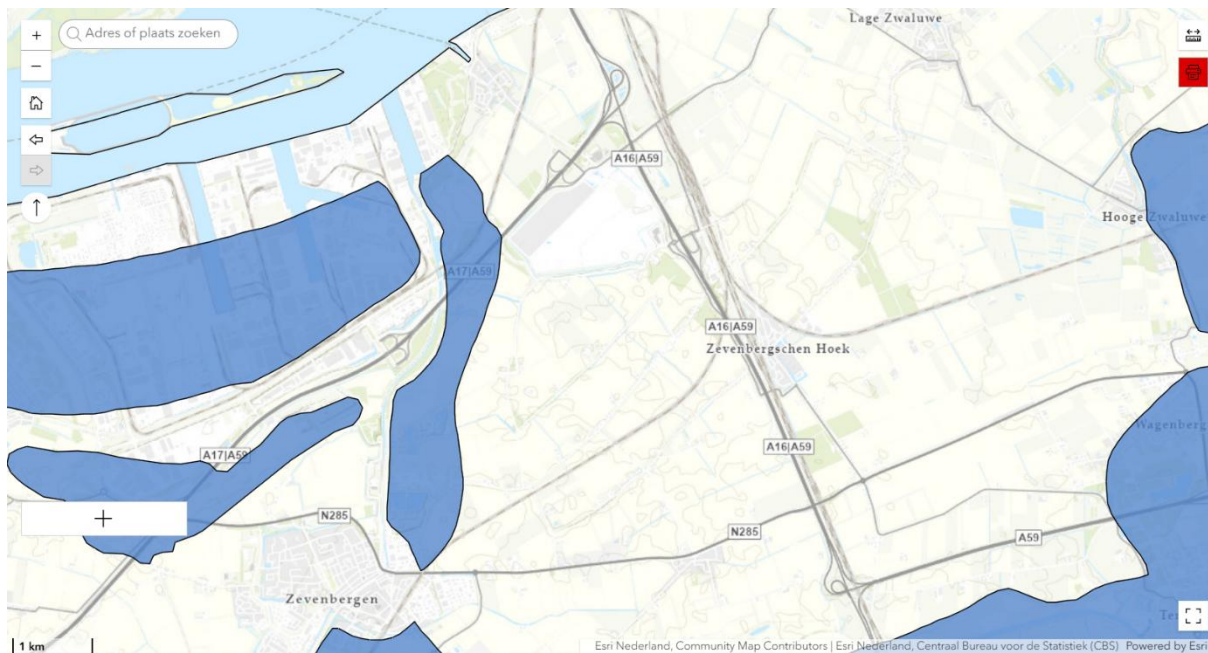 Adres of plaats zoeken
Lage Zwaluwe
A16|A59
Hooge Zwaluwe
A17|A59
A16|A59
Zevenbergschen Hoek
Wagenberg
A17|A59
A16|A59
N285
N285
A59
Zevenbergen
Ter
1 km
Esri Nederland, Community Map Contributors | Esri Nederland, Centraal Bureau voor de Statistiek (CBS) Powered by Esri